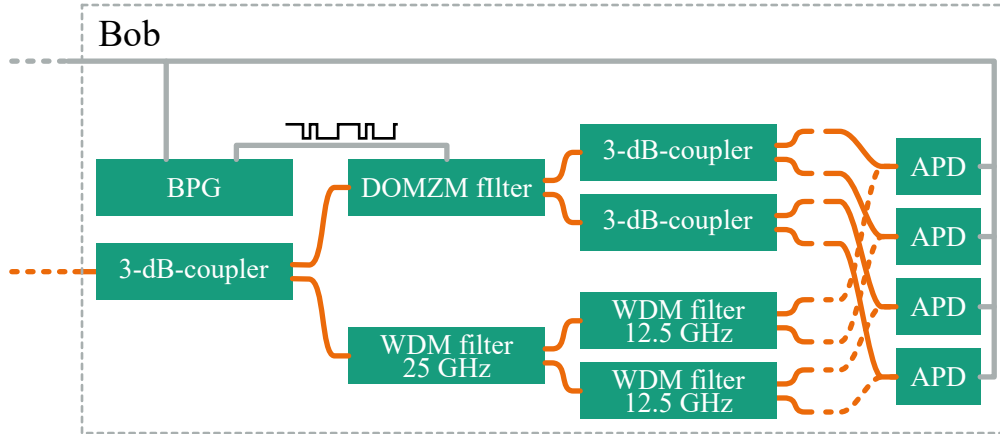 Bob
BPG
DOMZM fIlter
3-dB-coupler
3-dB-coupler
APD
APD
3-dB-coupler
WDM filter
25 GHz
WDM filter
12.5 GHz
WDM filter
12.5 GHz
APD
APD